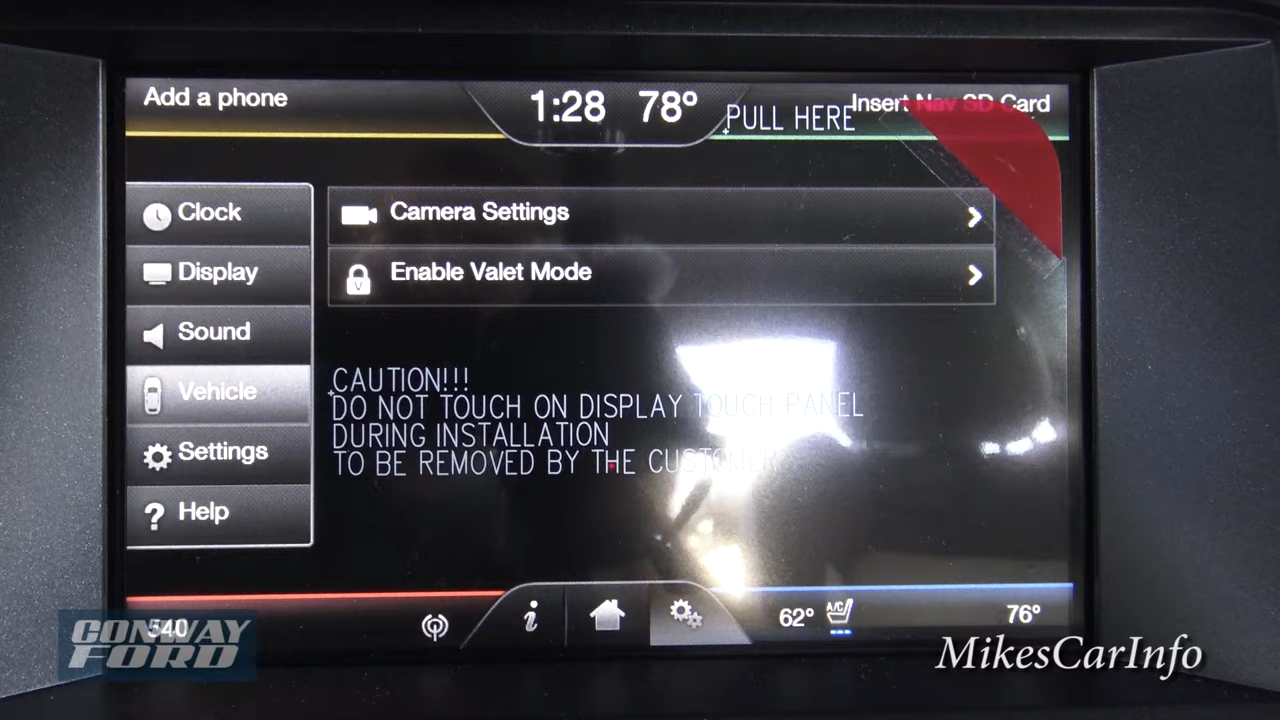 Add a phone
1:28 78°
Insert Nav SD Card
PULL HERE
Clock
Display
Sound
Vehicle
Settings
Help
Camera Settings
Enable Valet Mode
CAUTION!!!
DO NOT TOUCH ON DISPLAY TOUCH PANEL
DURING INSTALLATION
TO BE REMOVED BY THE CUSTOMER
540
i
62°
A/C
76°
CONWAY
FORD
MikesCarInfo